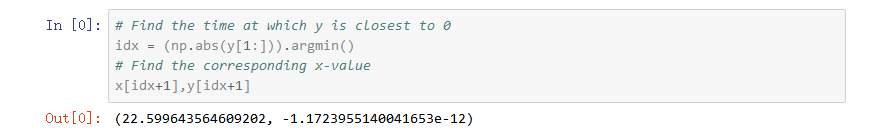 In [0]: # Find the time at which y is closest to 0
idx = (np.abs(y[1:])).argmin()
# Find the corresponding x-value
x[idx+1],y[idx+1]
Out[0]: (22.599643564609202, -1.1723955140041653e-12)